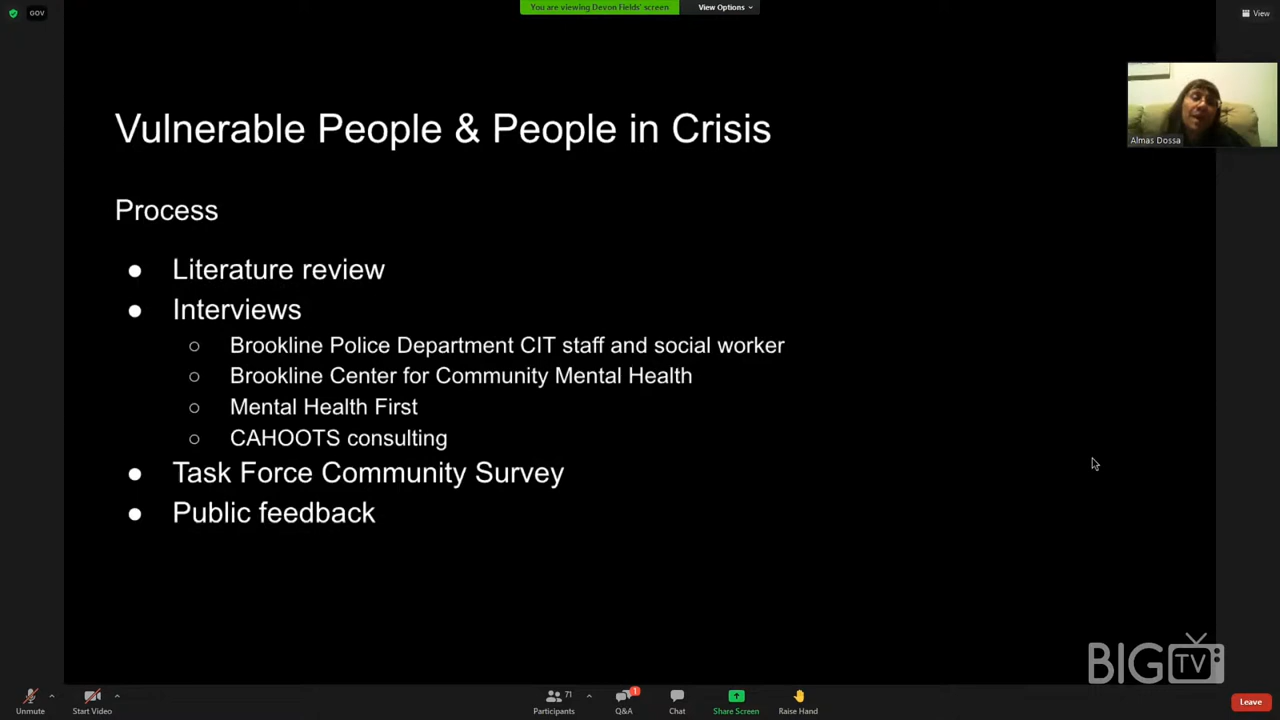 GOV
You are viewing Devon Fields' screen
View Options
View
Almas Dossa
Vulnerable People & People in Crisis
Process
● Literature review
● Interviews
○ Brookline Police Department CIT staff and social worker
○ Brookline Center for Community Mental Health
○ Mental Health First
○ CAHOOTS consulting
● Task Force Community Survey
● Public feedback
BIG TV
Unmute
Start Video
Participants
71
Q&A
1
Chat
Share Screen
Raise Hand
Leave